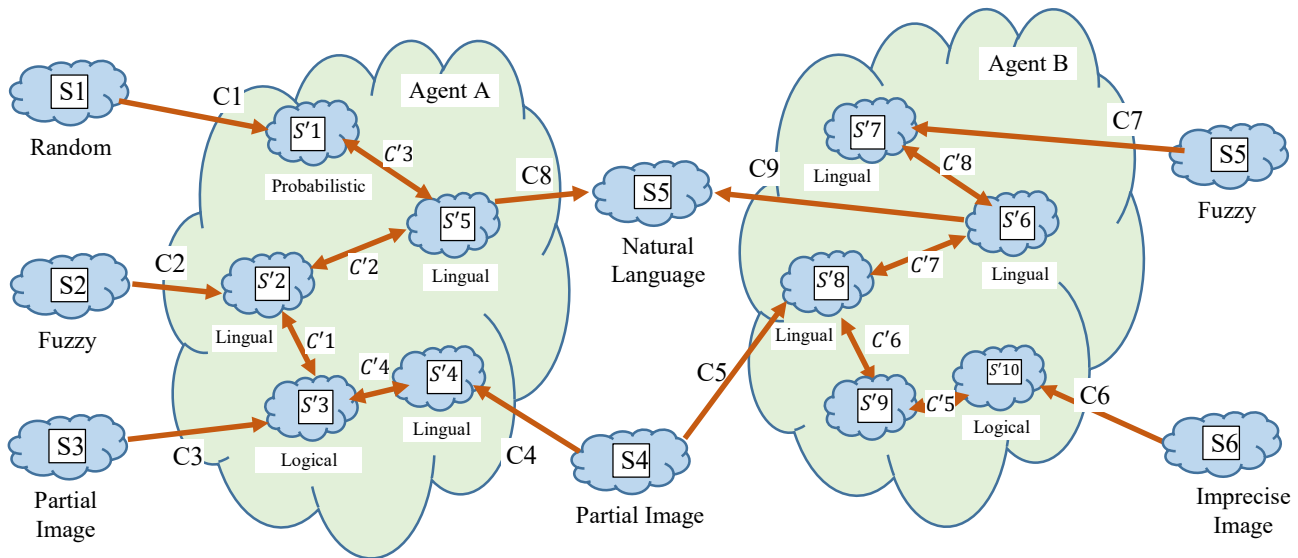 Agent A
Agent B
S1
C1
Random
S'1
C'3
Probabilistic
C8
S'5
Lingual
S5
Natural
Language
C9
S'7
Lingual
C'8
C7
S5
Fuzzy
S'6
Lingual
C2
S2
Fuzzy
S'2
C'2
Lingual
C'1
S'8
C'7
Lingual
C'6
C5
C'4
S'4
Lingual
S'3
Logical
C3
S3
Partial
Image
C4
S4
Partial Image
S'9
C'5
S'10
Logical
C6
S6
Imprecise
Image